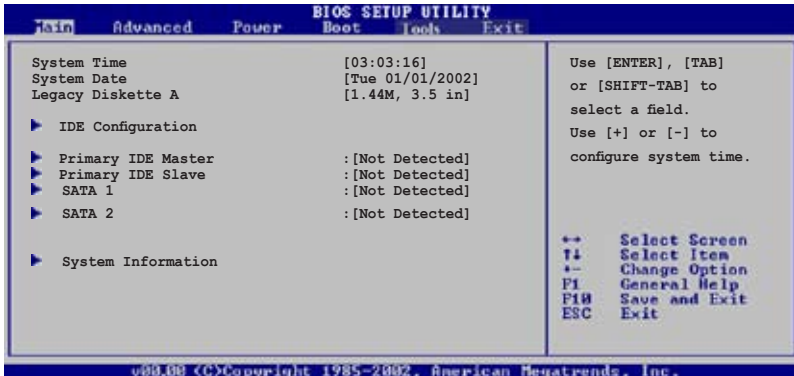 BIOS SETUP UTILITY
Main Advanced Power Boot Tools Exit
System Time [03:03:16]
System Date [Tue 01/01/2002]
Legacy Diskette A [1.44M, 3.5 in]
IDE Configuration
Primary IDE Master :[Not Detected]
Primary IDE Slave :[Not Detected]
SATA 1 :[Not Detected]
SATA 2 :[Not Detected]
System Information
Use [ENTER], [TAB]
or [SHIFT-TAB] to
select a field.
Use [+] or [-] to
configure system time.
←→ Select Screen
↑↓ Select Item
+- Change Option
F1 General Help
F10 Save and Exit
ESC Exit
v00.00 (C)Copyright 1985-2002, American Megatrends, Inc.